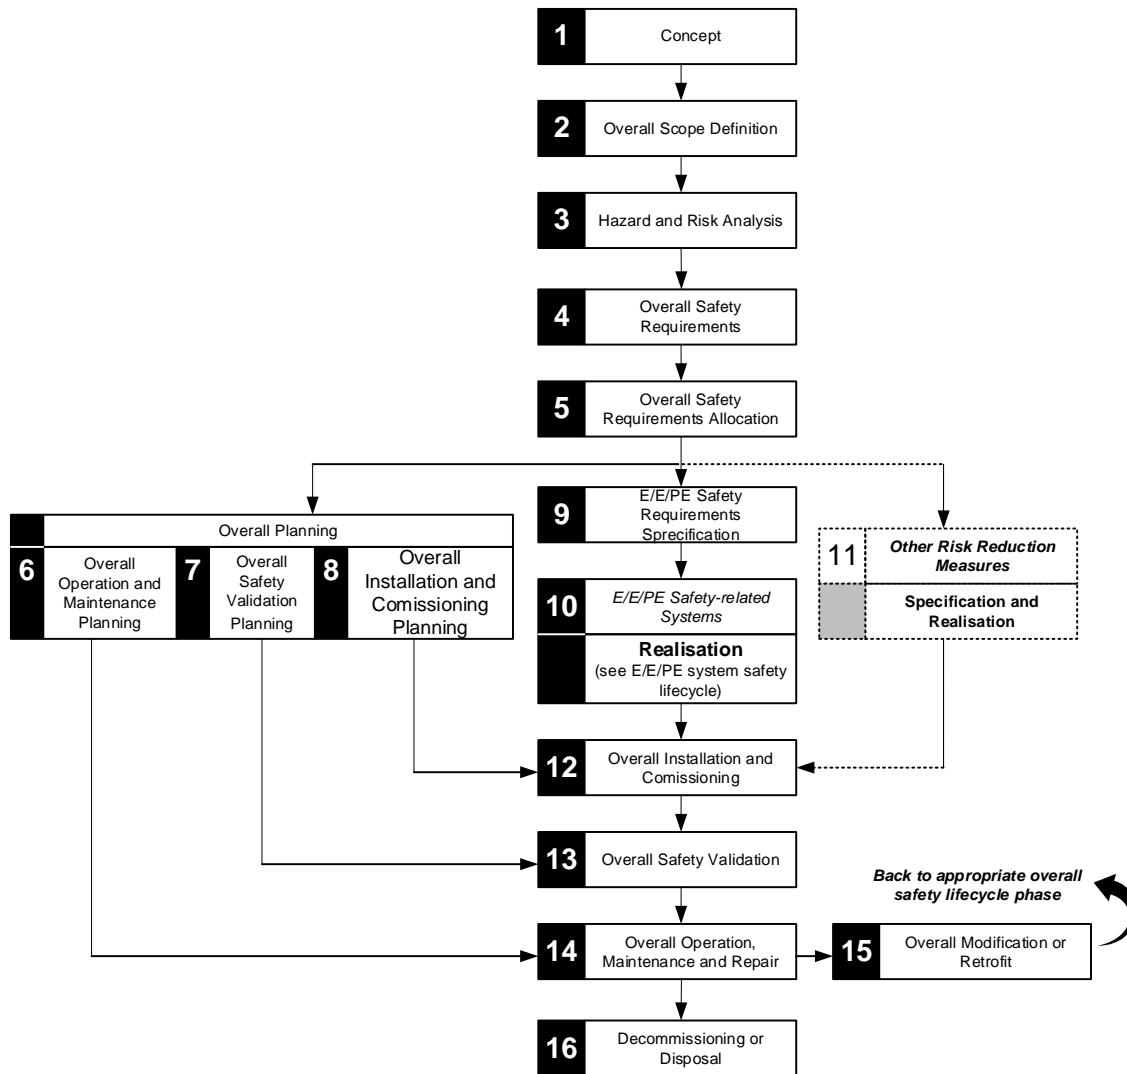 1
Concept
2
Overall Scope Definition
3
Hazard and Risk Analysis
4
Overall Safety
Requirements
5
Overall Safety
Requirements Allocation
Overall Planning
6
Overall
Operation and
Maintenance
Planning
7
Overall
Safety
Validation
Planning
8
Overall
Installation and
Comissioning
Planning
9
E/E/PE Safety
Requirements
Sprecification
10
E/E/PE Safety-related
Systems
Realisation
(see E/E/PE system safety
lifecycle)
11
Other Risk Reduction
Measures
Specification and
Realisation
12
Overall Installation and
Comissioning
13
Overall Safety Validation
14
Overall Operation,
Maintenance and Repair
Back to appropriate overall
safety lifecycle phase
15
Overall Modification or
Retrofit
16
Decommissioning or
Disposal